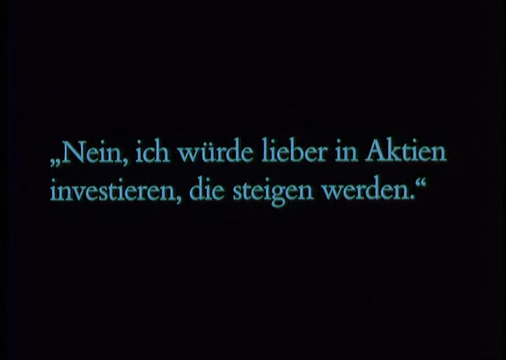 „Nein, ich würde lieber in Aktien
investieren, die steigen werden.“